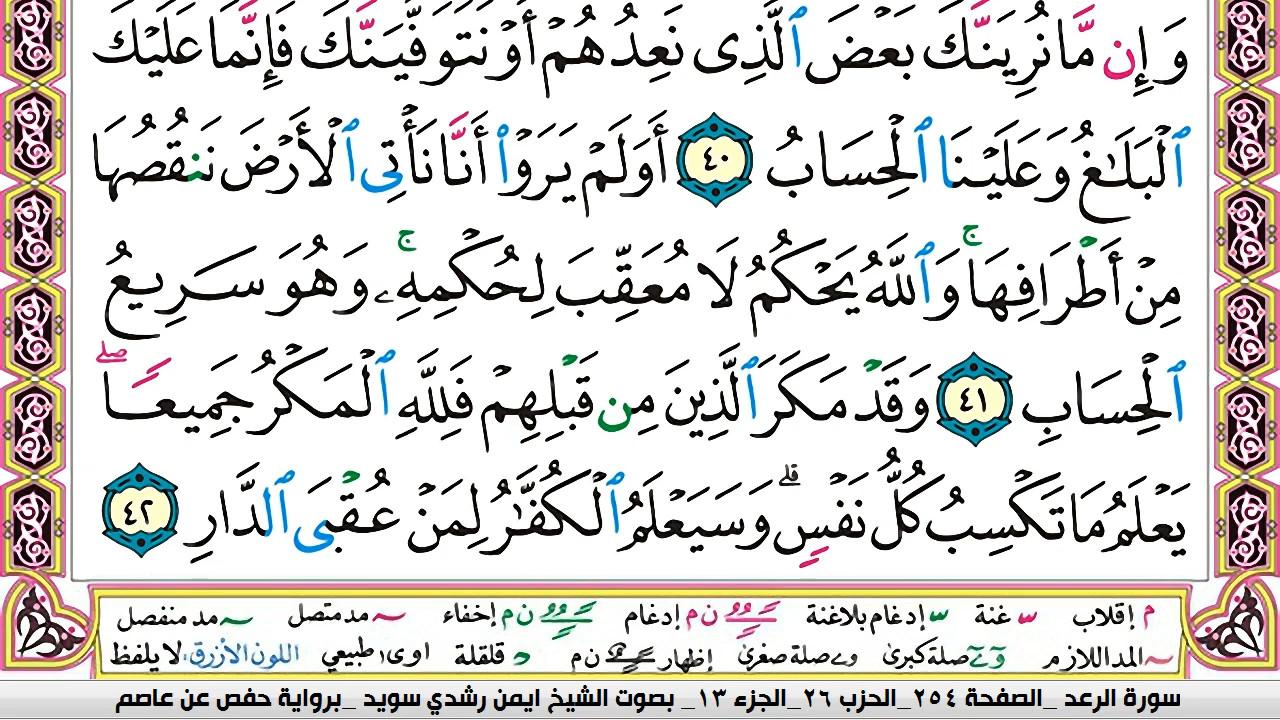 وَإِن مَّا نُرِيَنَّكَ بَعْضَ ٱلَّذِى نَعِدُهُمْ أَوْ نَتَوَفَّيَنَّكَ فَإِنَّمَا عَلَيْكَ
ٱلْبَلَـٰغُ وَعَلَيْنَا ٱلْحِسَابُ ٤٠ أَوَلَمْ يَرَوْا۟ أَنَّا نَأْتِى ٱلْأَرْضَ نَنقُصُهَا
مِنْ أَطْرَافِهَا ۚ وَٱللَّهُ يَحْكُمُ لَا مُعَقِّبَ لِحُكْمِهِۦ ۚ وَهُوَ سَرِيعُ
ٱلْحِسَابِ ٤١ وَقَدْ مَكَرَ ٱلَّذِينَ مِن قَبْلِهِمْ فَلِلَّهِ ٱلْمَكْرُ جَمِيعًا ۖ
يَعْلَمُ مَا تَكْسِبُ كُلُّ نَفْسٍ ۗ وَسَيَعْلَمُ ٱلْكُفَّـٰرُ لِمَنْ عُقْبَى ٱلدَّارِ ٤٢
م إقلاب س غنة س إدغام بلاغنة ن م إدغام ن م إخفاء مد متصل مد منفصل
المد اللازم صلة كبرى صلة صغرى إظهار ن م د قلقلة اوى طبيعي اللون الأزرق: لا يلفظ
سورة الرعد _الصفحة ٢٥٤_الحزب ٢٦_الجزء ١٣_ بصوت الشيخ ايمن رشدي سويد _برواية حفص عن عاصم